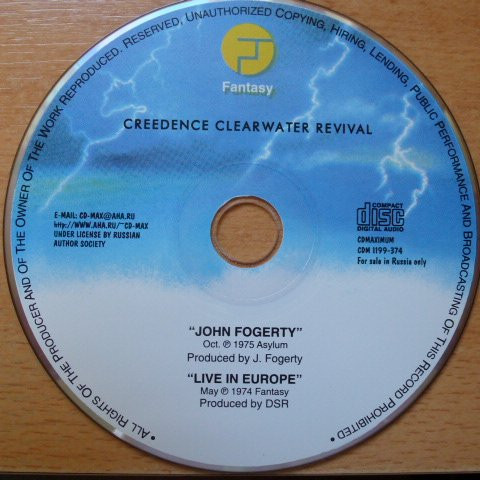 • ALL RIGHTS OF THE PRODUCER AND OF THE OWNER OF THE WORK REPRODUCED. RESERVED, UNAUTHORIZED COPYING, HIRING, LENDING, PUBLIC PERFORMANCE AND BROADCASTING OF THIS RECORD PROHIBITED •
Fantasy
CREEDENCE CLEARWATER REVIVAL
E-MAIL: CD-MAX@AHA.RU
http://WWW.AHA.RU/~CD-MAX
UNDER LICENSE BY RUSSIAN
AUTHOR SOCIETY
COMPACT
disc
DIGITAL AUDIO
CDMAXIMUM
CDM 1199-374
For sale in Russia only
"JOHN FOGERTY"
Oct. ℗ 1975 Asylum
Produced by J. Fogerty
"LIVE IN EUROPE"
May ℗ 1974 Fantasy
Produced by DSR